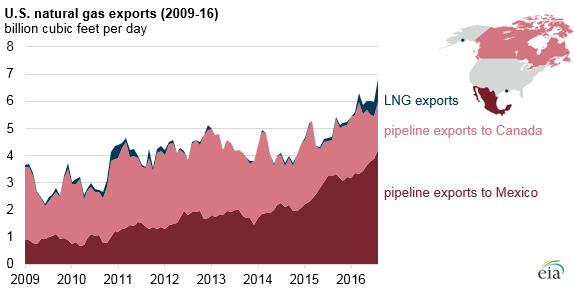 U.S. natural gas exports (2009-16)
billion cubic feet per day
8
7
6
5
4
3
2
1
0
2009 2010 2011 2012 2013 2014 2015 2016
LNG exports
pipeline exports to Canada
pipeline exports to Mexico
eia